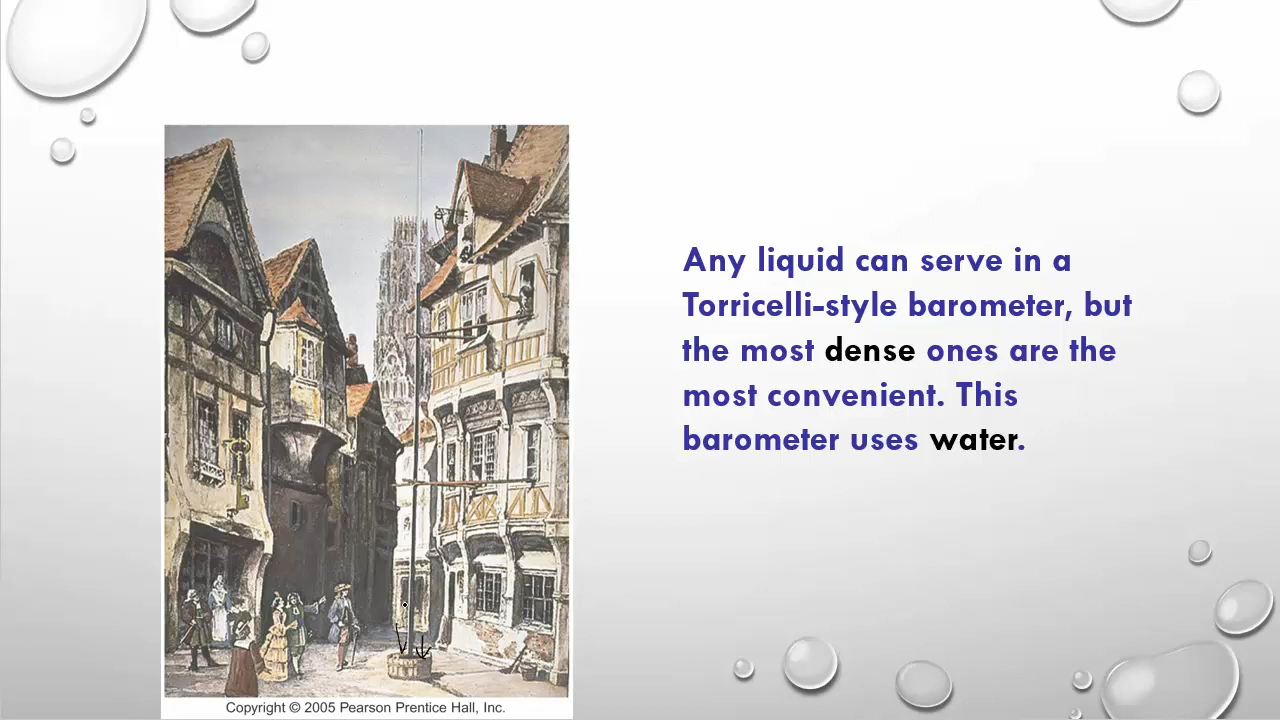 Any liquid can serve in a
Torricelli-style barometer, but
the most dense ones are the
most convenient. This
barometer uses water.
Copyright © 2005 Pearson Prentice Hall, Inc.